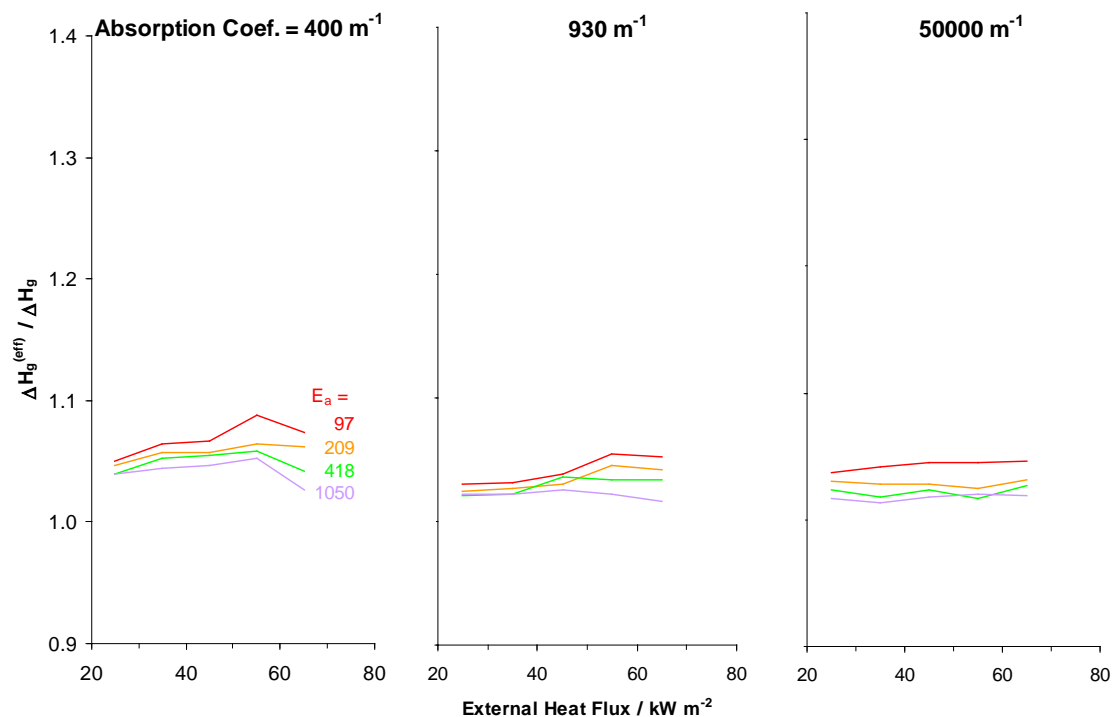 Absorption Coef. = 400 m⁻¹
930 m⁻¹
50000 m⁻¹
1.4
1.3
1.2
1.1
1.0
0.9
ΔHg(eff) / ΔHg
Ea =
97
209
418
1050
20 40 60 80
20 40 60 80
20 40 60 80
External Heat Flux / kW m⁻²